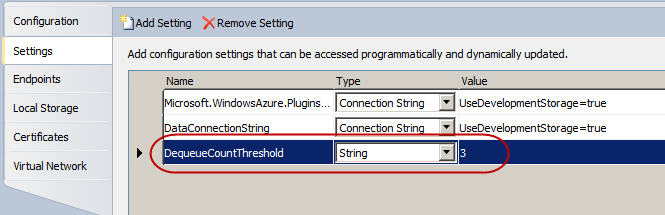 Configuration
Settings
Endpoints
Local Storage
Certificates
Virtual Network
Add Setting Remove Setting
Add configuration settings that can be accessed programmatically and dynamically updated.
Name Type Value
Microsoft.WindowsAzure.Plugins... Connection String UseDevelopmentStorage=true
DataConnectionString Connection String UseDevelopmentStorage=true
DequeueCountThreshold String 3